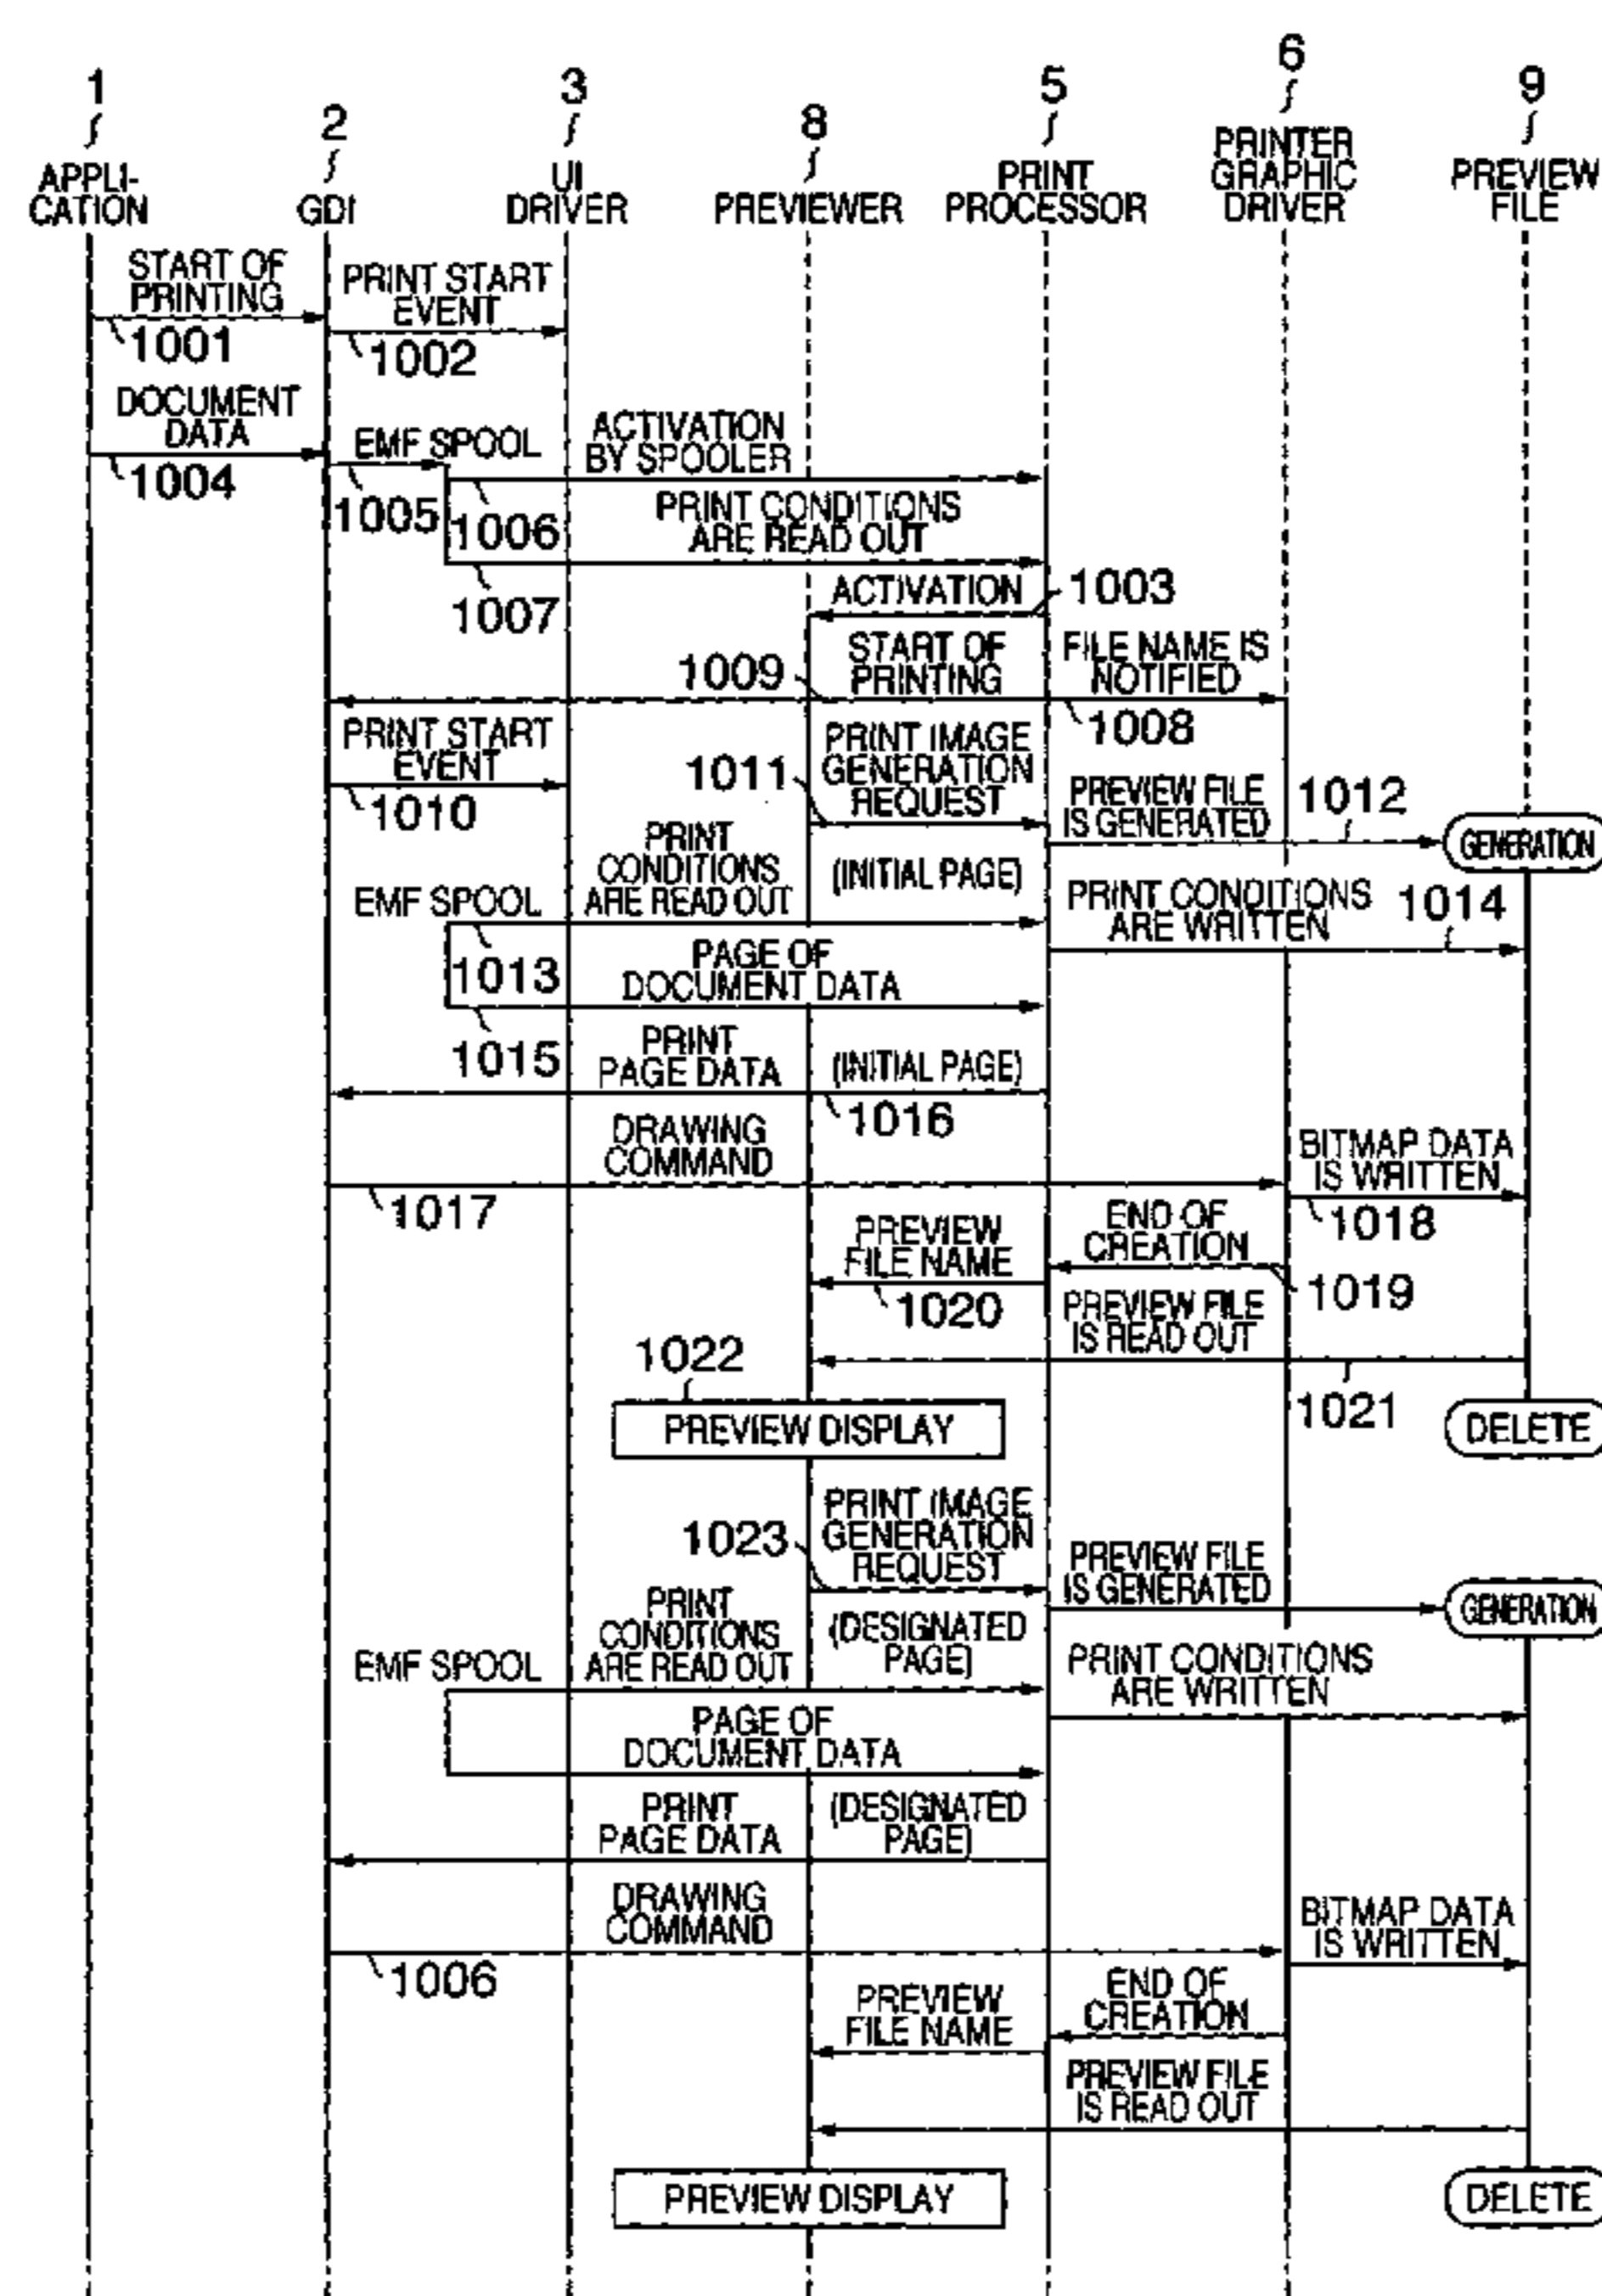 1
2
3
8
5
6
9
APPLI-
CATION
GDI
UI
DRIVER
PREVIEWER
PRINT
PROCESSOR
PRINTER
GRAPHIC
DRIVER
PREVIEW
FILE
START OF
PRINTING
1001
PRINT START
EVENT
1002
DOCUMENT
DATA
1004
EMF SPOOL
1005
ACTIVATION
BY SPOOLER
1006
PRINT CONDITIONS
ARE READ OUT
1007
ACTIVATION
1003
START OF
PRINTING
1009
FILE NAME IS
NOTIFIED
1008
PRINT START
EVENT
1010
PRINT IMAGE
GENERATION
REQUEST
1011
(INITIAL PAGE)
PREVIEW FILE
IS GENERATED
1012
GENERATION
EMF SPOOL
PRINT
CONDITIONS
ARE READ OUT
1013
PRINT CONDITIONS
ARE WRITTEN
1014
PAGE OF
DOCUMENT DATA
1015
PRINT
PAGE DATA
(INITIAL PAGE)
1016
DRAWING
COMMAND
1017
BITMAP DATA
IS WRITTEN
1018
END OF
CREATION
1019
PREVIEW
FILE NAME
1020
PREVIEW FILE
IS READ OUT
1021
1022
PREVIEW DISPLAY
DELETE
PRINT IMAGE
GENERATION
REQUEST
1023
(DESIGNATED
PAGE)
PREVIEW FILE
IS GENERATED
GENERATION
EMF SPOOL
PRINT
CONDITIONS
ARE READ OUT
PRINT CONDITIONS
ARE WRITTEN
PAGE OF
DOCUMENT DATA
PRINT
PAGE DATA
(DESIGNATED
PAGE)
DRAWING
COMMAND
1006
BITMAP DATA
IS WRITTEN
END OF
CREATION
PREVIEW
FILE NAME
PREVIEW FILE
IS READ OUT
PREVIEW DISPLAY
DELETE